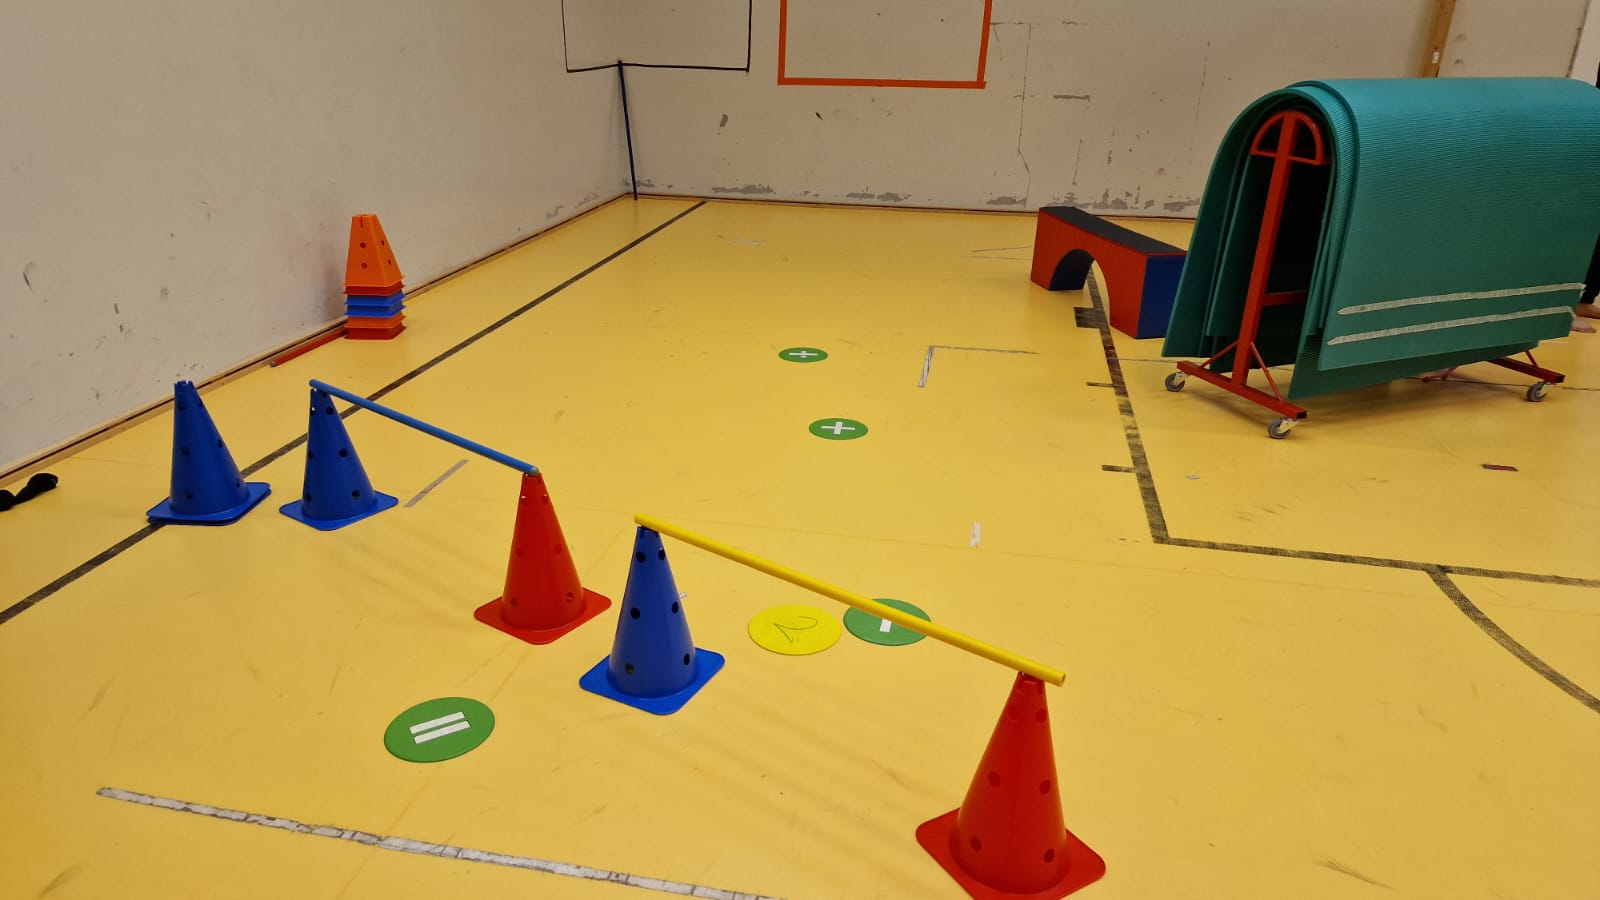 ÷
+
2
=